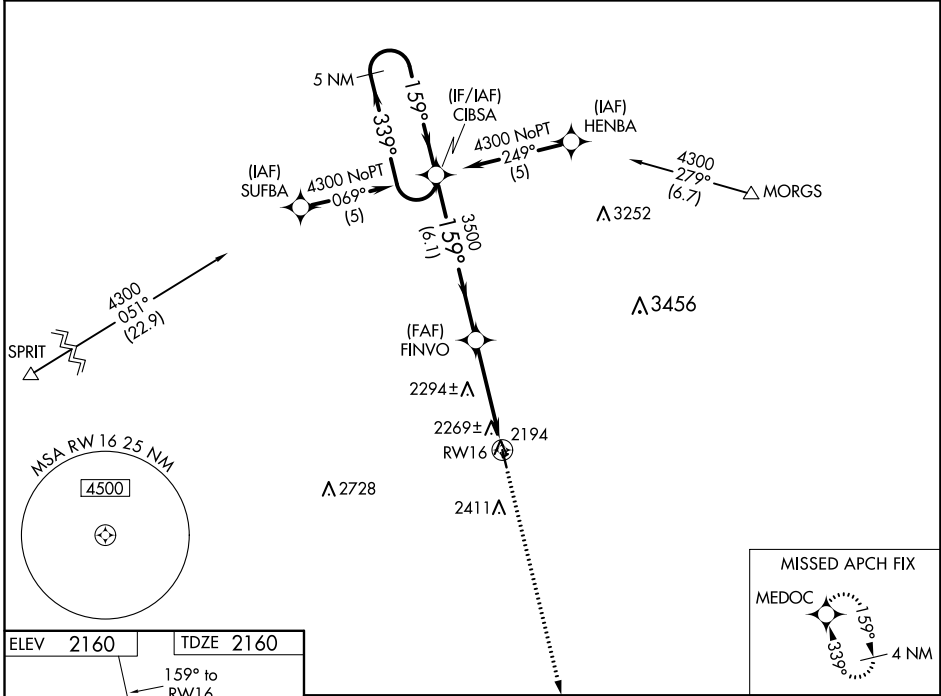 5 NM
159°
339°
(IF/IAF)
CIBSA
(IAF)
HENBA
4300 NoPT
249°
(5)
4300
279°
(6.7)
MORGS
(IAF)
SUFBA
4300 NoPT
069°
(5)
3252
3500
159°
(6.1)
4300
051°
(22.9)
3456
SPRIT
(FAF)
FINVO
2294±
2269±
2194
RW16
MSA RW 16 25 NM
4500
2728
2411
MISSED APCH FIX
MEDOC
159°
339°
4 NM
ELEV 2160
TDZE 2160
159° to
RW16